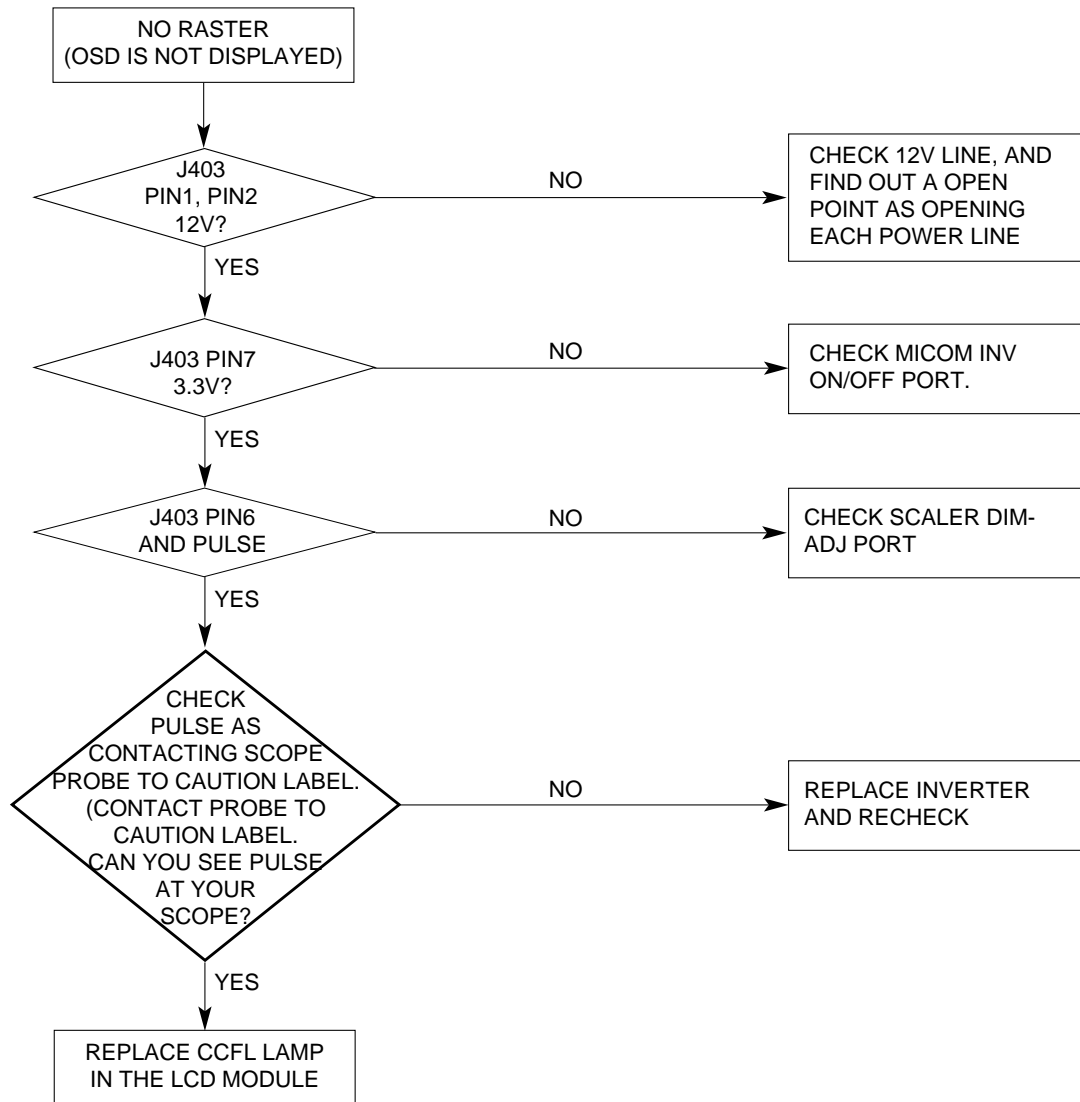 NO RASTER
(OSD IS NOT DISPLAYED)
J403
PIN1, PIN2
12V?
NO
CHECK 12V LINE, AND
FIND OUT A OPEN
POINT AS OPENING
EACH POWER LINE
YES
J403 PIN7
3.3V?
NO
CHECK MICOM INV
ON/OFF PORT.
YES
J403 PIN6
AND PULSE
NO
CHECK SCALER DIM-
ADJ PORT
YES
CHECK
PULSE AS
CONTACTING SCOPE
PROBE TO CAUTION LABEL.
(CONTACT PROBE TO
CAUTION LABEL.
CAN YOU SEE PULSE
AT YOUR
SCOPE?
NO
REPLACE INVERTER
AND RECHECK
YES
REPLACE CCFL LAMP
IN THE LCD MODULE